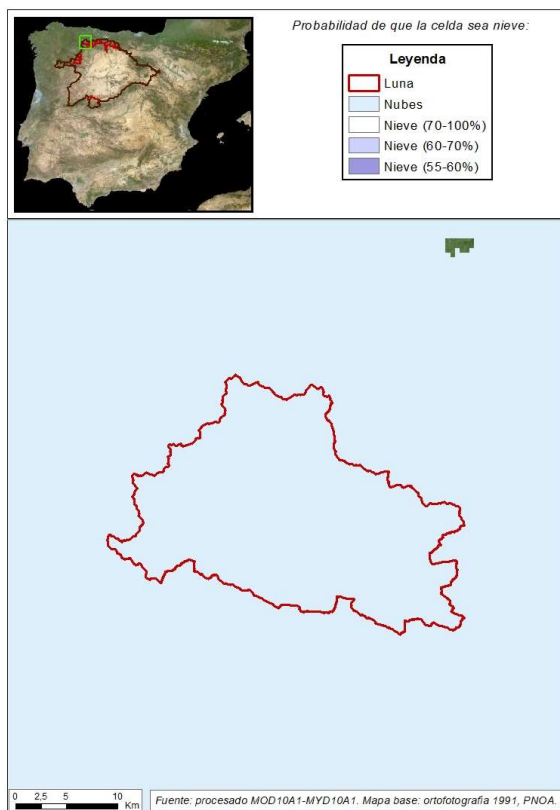 Probabilidad de que la celda sea nieve:
Leyenda
Luna
Nubes
Nieve (70-100%)
Nieve (60-70%)
Nieve (55-60%)
0 2,5 5 10
Km
Fuente: procesado MOD10A1-MYD10A1. Mapa base: ortofotografía 1991, PNOA